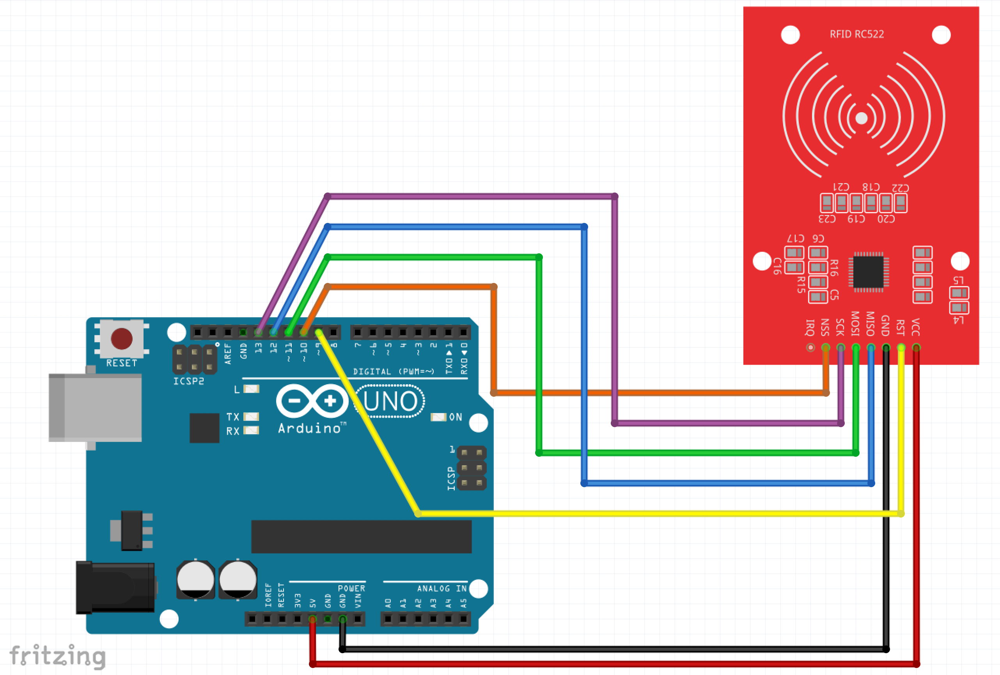 RFID RC522
C21 C18 C22
C23 C19 C20
C17 C6
C16
R16
R15
C5
L5
L4
IRQ
NSS
SCK
MOSI
MISO
GND
RST
VCC
RESET
ICSP2
AREF
GND
13
12
~11
~10
~9
8
7
~6
~5
4
~3
2
TX0▶1
RX0◀0
DIGITAL (PWM=~)
L
TX
RX
UNO
Arduino™
ON
1
ICSP
IOREF
RESET
3V3
5V
GND
GND
VIN
POWER
ANALOG IN
A0
A1
A2
A3
A4
A5
fritzing